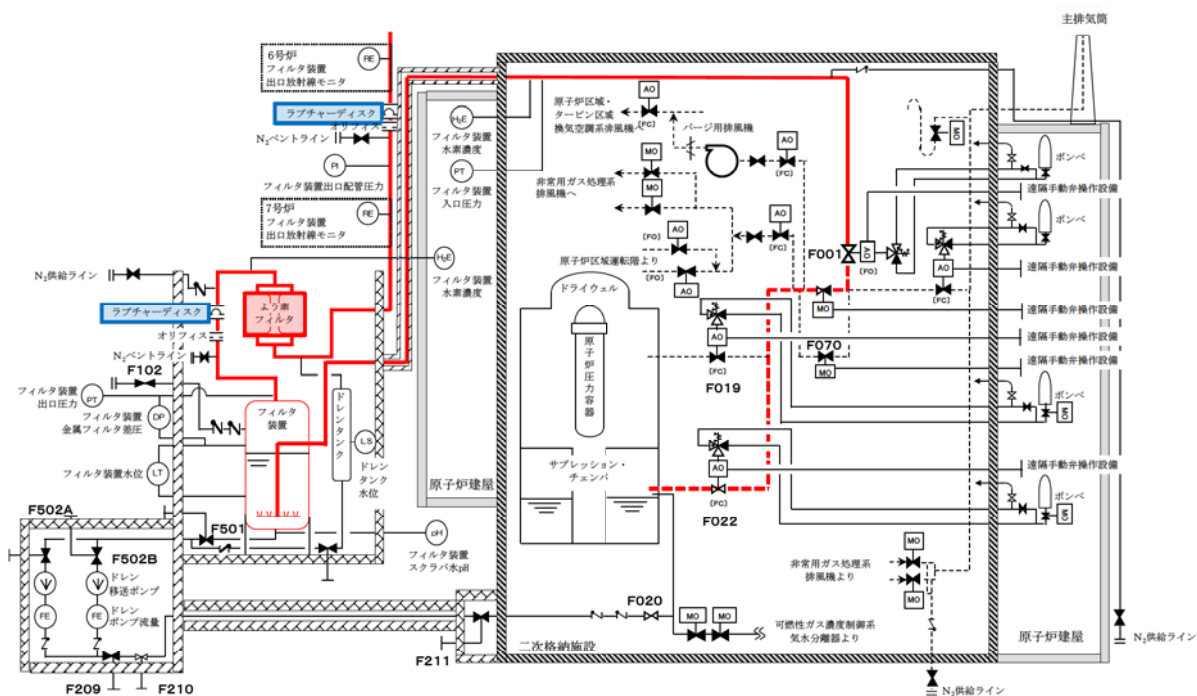 主排気筒
6号炉
フィルタ装置
出口放射線モニタ
RE
ラプチャーディスク
オリフィス
N₂ベントライン
PI
フィルタ装置出口配管圧力
7号炉
フィルタ装置
出口放射線モニタ
RE
H₂E
フィルタ装置
水素濃度
PT
フィルタ装置
入口圧力
H₂E
フィルタ装置
水素濃度
原子炉建屋
N₂供給ライン
ラプチャーディスク
オリフィス
よう素
フィルタ
N₂ベントライン
F102
PT
フィルタ装置
出口圧力
DP
フィルタ装置
金属フィルタ差圧
LT
フィルタ装置水位
フィルタ
装置
ドレンタンク
LS
ドレン
タンク
水位
F502A
F501
F502B
pH
フィルタ装置
スクラバ水pH
ドレン
移送ポンプ
FE
FE
ドレン
ポンプ流量
F209
F210
F211
原子炉区域・
タービン区域
換気空調系排風機へ
AO
(FC)
パージ用排風機
AO
(FC)
MO
MO
非常用ガス処理系
排風機へ
AO
(FO)
AO
(FC)
原子炉区域運転階より
AO
F001
AO
(FO)
MO
AO
(FC)
MO
F070
MO
ドライウェル
原子炉圧力容器
サプレッション・
チェンバ
AO
(FC)
F019
AO
(FC)
F022
F020
MO
MO
可燃性ガス濃度制御系
気水分離器より
非常用ガス処理系
排風機より
MO
MO
二次格納施設
N₂供給ライン
原子炉建屋
N₂供給ライン
ボンベ
遠隔手動弁操作設備
ボンベ
遠隔手動弁操作設備
遠隔手動弁操作設備
遠隔手動弁操作設備
遠隔手動弁操作設備
ボンベ
MO
遠隔手動弁操作設備
ボンベ
MO